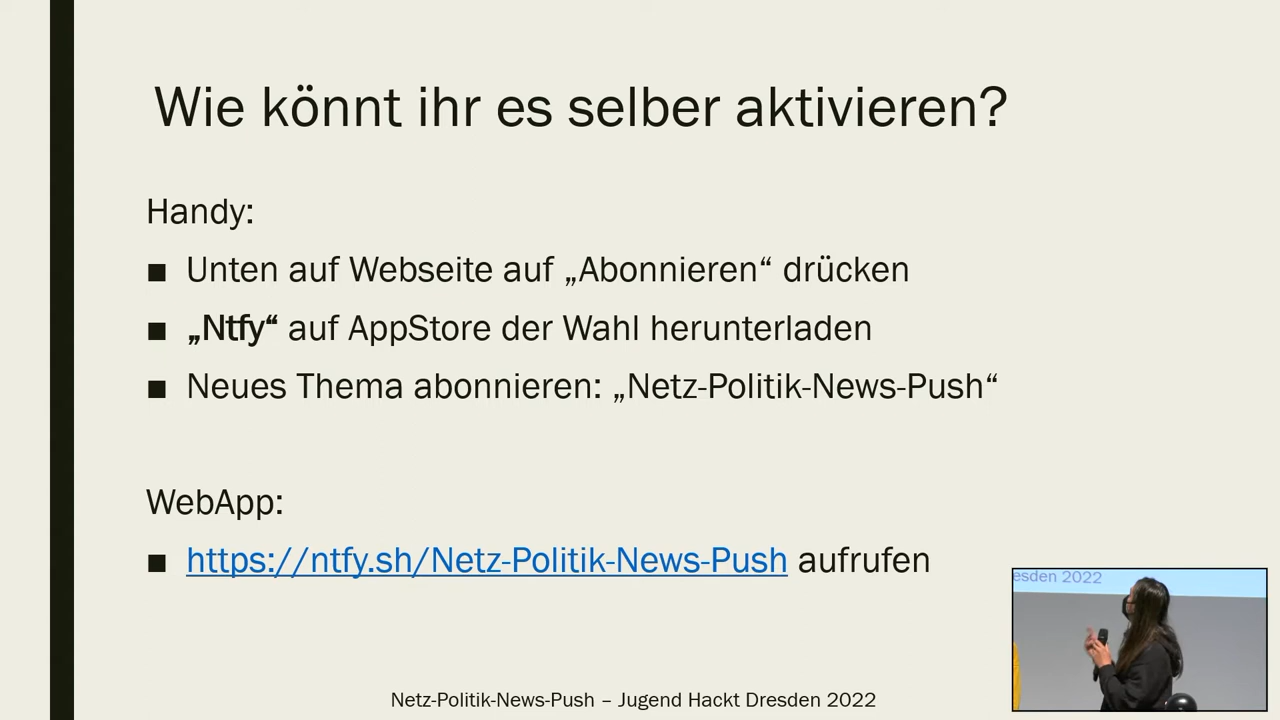 Wie könnt ihr es selber aktivieren?
Handy:
■ Unten auf Webseite auf „Abonnieren“ drücken
■ „Ntfy“ auf AppStore der Wahl herunterladen
■ Neues Thema abonnieren: „Netz-Politik-News-Push“
WebApp:
■ https://ntfy.sh/Netz-Politik-News-Push aufrufen
esden 2022
Netz-Politik-News-Push – Jugend Hackt Dresden 2022